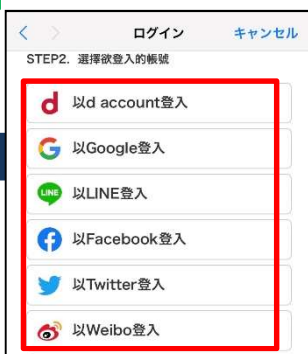 ログイン キャンセル
STEP2. 選擇欲登入的帳號
d 以d account登入
G 以Google登入
LINE 以LINE登入
f 以Facebook登入
以Twitter登入
以Weibo登入